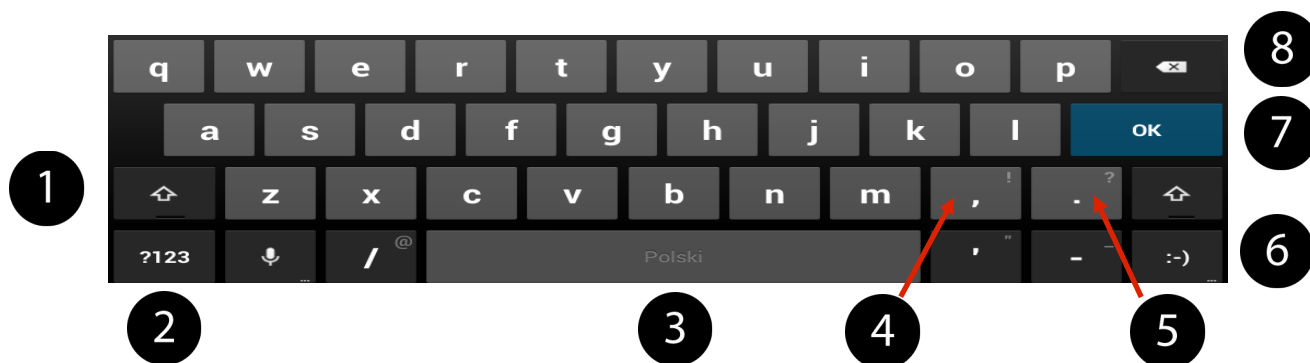 q w e r t y u i o p 8
a s d f g h j k l OK 7
1 z x c v b n m , ! . ?
?123 / @ Polski ' " - _ :-) 6
2 3 4 5